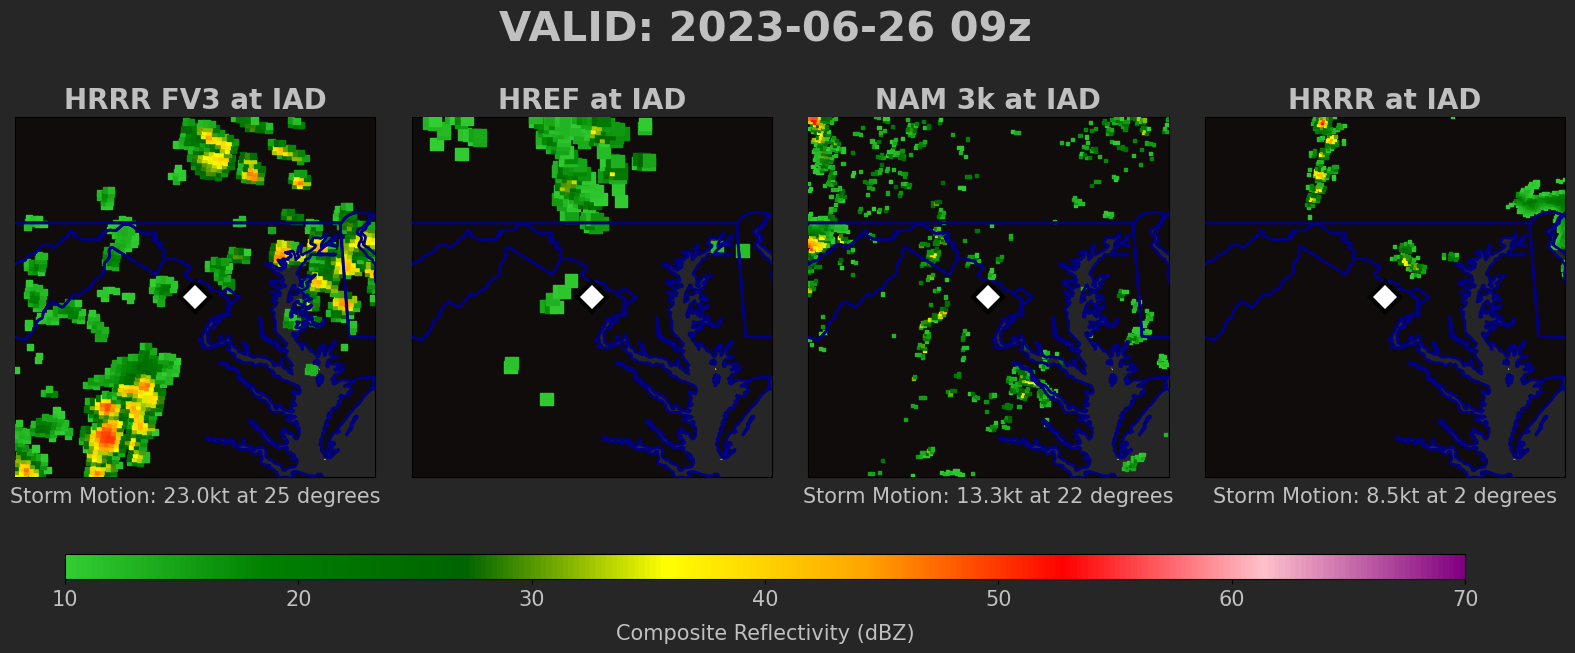 VALID: 2023-06-26 09z
HRRR FV3 at IAD
HREF at IAD
NAM 3k at IAD
HRRR at IAD
Storm Motion: 23.0kt at 25 degrees
Storm Motion: 13.3kt at 22 degrees
Storm Motion: 8.5kt at 2 degrees
10 20 30 40 50 60 70
Composite Reflectivity (dBZ)